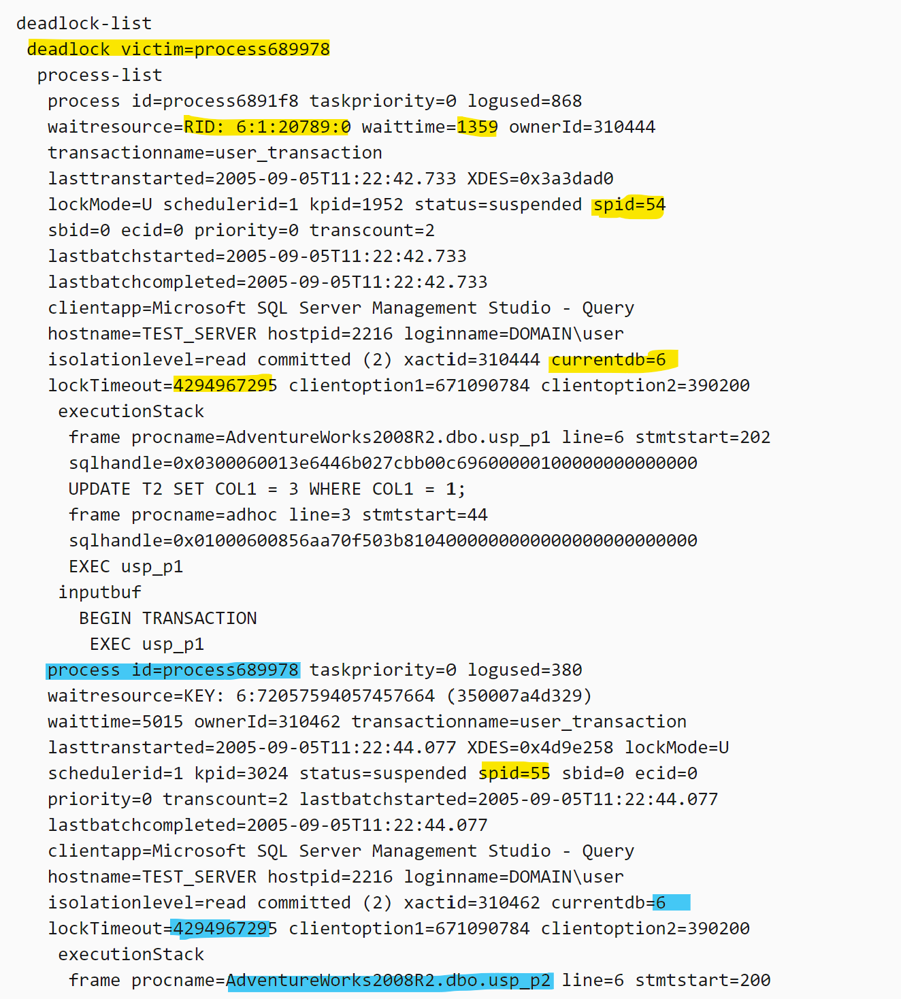 deadlock-list
deadlock victim=process689978
process-list
process id=process6891f8 taskpriority=0 logused=868
waitresource=RID: 6:1:20789:0 waittime=1359 ownerId=310444
transactionname=user_transaction
lasttranstarted=2005-09-05T11:22:42.733 XDES=0x3a3dad0
lockMode=U schedulerid=1 kpid=1952 status=suspended spid=54
sbid=0 ecid=0 priority=0 transcount=2
lastbatchstarted=2005-09-05T11:22:42.733
lastbatchcompleted=2005-09-05T11:22:42.733
clientapp=Microsoft SQL Server Management Studio - Query
hostname=TEST_SERVER hostpid=2216 loginname=DOMAIN\user
isolationlevel=read committed (2) xactid=310444 currentdb=6
lockTimeout=4294967295 clientoption1=671090784 clientoption2=390200
executionStack
frame procname=AdventureWorks2008R2.dbo.usp_p1 line=6 stmtstart=202
sqlhandle=0x0300060013e6446b027cbb00c69600000100000000000000
UPDATE T2 SET COL1 = 3 WHERE COL1 = 1;
frame procname=adhoc line=3 stmtstart=44
sqlhandle=0x01000600856aa70f503b8104000000000000000000000000
EXEC usp_p1
inputbuf
BEGIN TRANSACTION
EXEC usp_p1
process id=process689978 taskpriority=0 logused=380
waitresource=KEY: 6:72057594057457664 (350007a4d329)
waittime=5015 ownerId=310462 transactionname=user_transaction
lasttranstarted=2005-09-05T11:22:44.077 XDES=0x4d9e258 lockMode=U
schedulerid=1 kpid=3024 status=suspended spid=55 sbid=0 ecid=0
priority=0 transcount=2 lastbatchstarted=2005-09-05T11:22:44.077
lastbatchcompleted=2005-09-05T11:22:44.077
clientapp=Microsoft SQL Server Management Studio - Query
hostname=TEST_SERVER hostpid=2216 loginname=DOMAIN\user
isolationlevel=read committed (2) xactid=310462 currentdb=6
lockTimeout=4294967295 clientoption1=671090784 clientoption2=390200
executionStack
frame procname=AdventureWorks2008R2.dbo.usp_p2 line=6 stmtstart=200